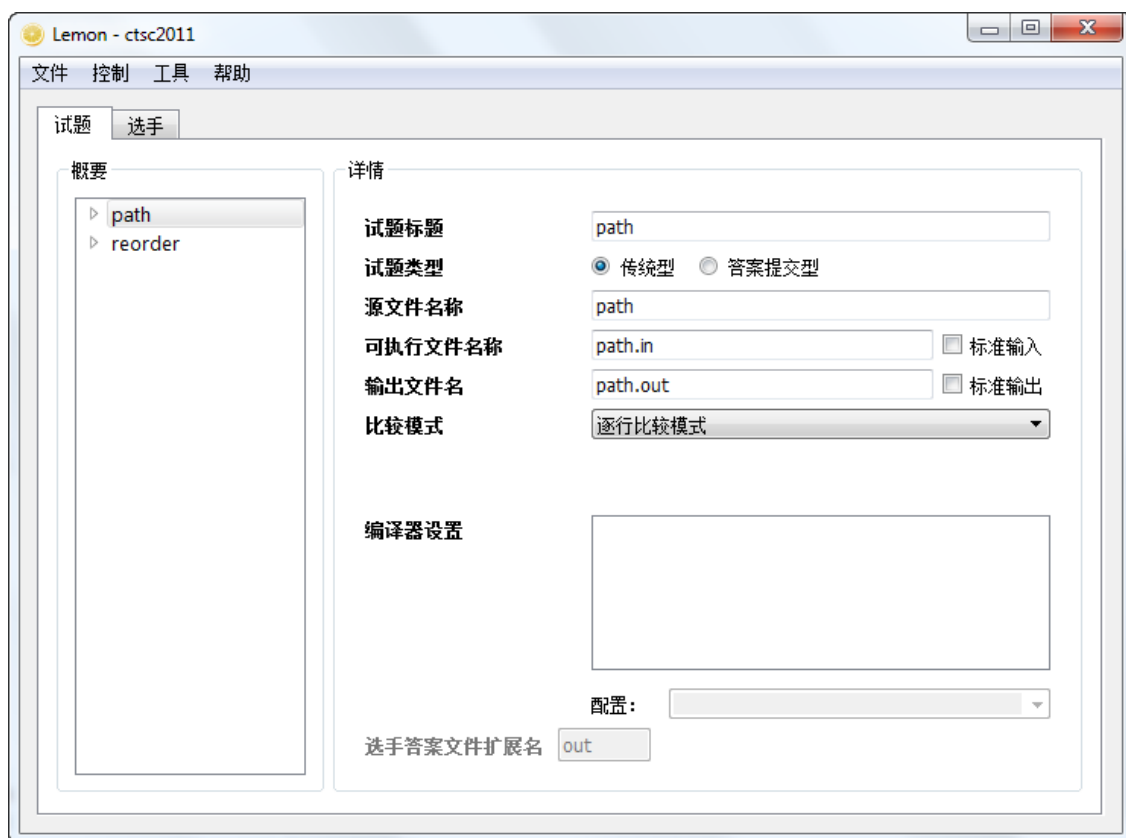 Lemon - ctsc2011
文件 控制 工具 帮助
试题 选手
概要
path
reorder
详情
试题标题 path
试题类型 传统型 答案提交型
源文件名称 path
可执行文件名称 path.in 标准输入
输出文件名 path.out 标准输出
比较模式 逐行比较模式
编译器设置
配置：
选手答案文件扩展名 out